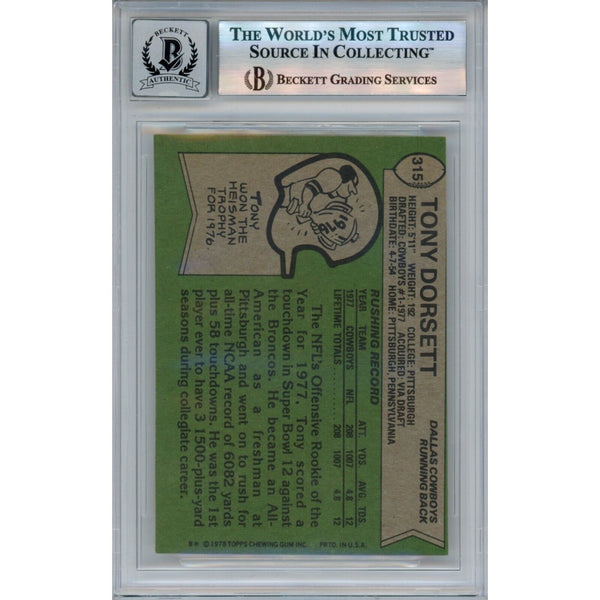 BECKETT
AUTHENTIC
THE WORLD'S MOST TRUSTED
SOURCE IN COLLECTING™
B BECKETT GRADING SERVICES
315
TONY DORSETT
DALLAS COWBOYS
RUNNING BACK
HEIGHT: 5'11" WEIGHT: 192 COLLEGE: PITTSBURGH
DRAFTED: COWBOYS #1-1977 ACQUIRED: VIA DRAFT
BIRTHDATE: 4-7-54 HOME: PITTSBURGH, PENNSYLVANIA
RUSHING RECORD
YEAR TEAM ATT. YDS. AVG. TDS.
1977 COWBOYS NFL 208 1007 4.8 12
LIFETIME TOTALS 208 1007 4.8 12
TONY
WON THE
HEISMAN
TROPHY
FOR 1976.
The NFL's Offensive Rookie of the
Year for 1977, Tony scored a
touchdown in Super Bowl 12 against
the Broncos. He became an All-
American as a freshman at
Pittsburgh and went on to rush for
all-time NCAA record of 6082 yards
plus 58 touchdowns. He was the 1st
player ever to have 3 1500-plus-yard
seasons during collegiate career.
© 1978 TOPPS CHEWING GUM INC. PRTD. IN U.S.A.